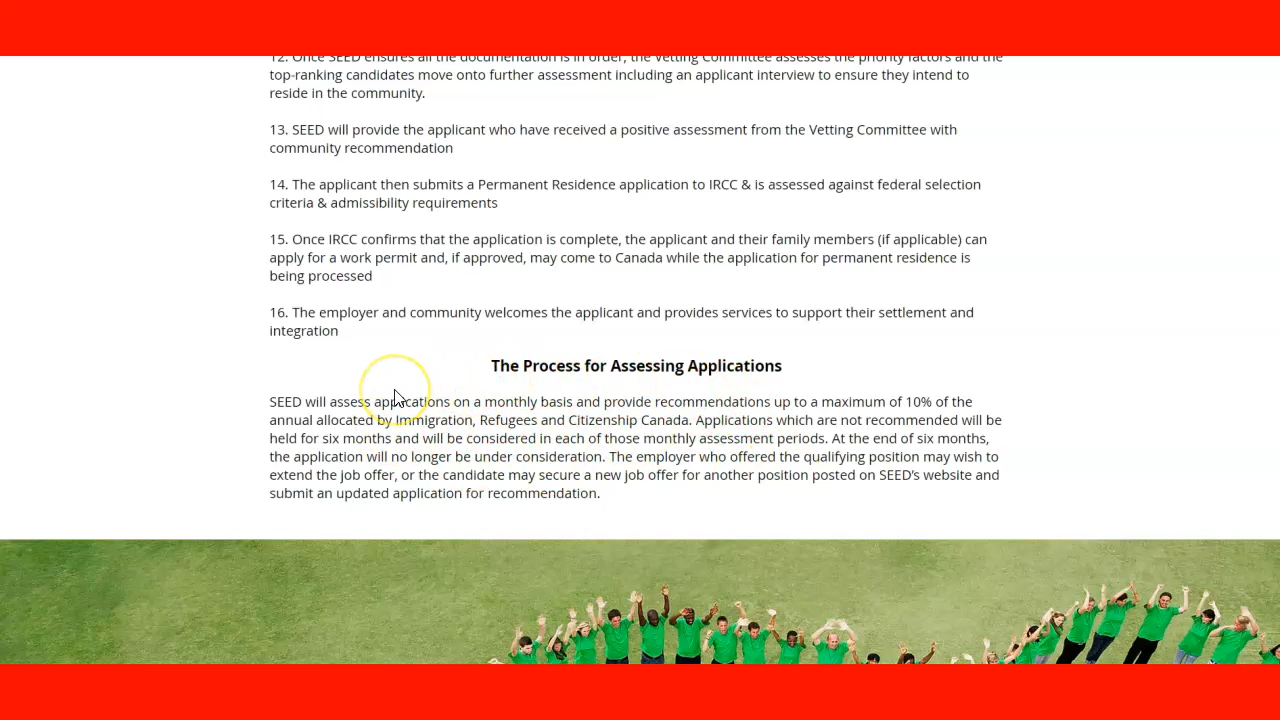 12. Once SEED ensures all the documentation is in order, the Vetting Committee assesses the priority factors and the
top-ranking candidates move onto further assessment including an applicant interview to ensure they intend to
reside in the community.
13. SEED will provide the applicant who have received a positive assessment from the Vetting Committee with
community recommendation
14. The applicant then submits a Permanent Residence application to IRCC & is assessed against federal selection
criteria & admissibility requirements
15. Once IRCC confirms that the application is complete, the applicant and their family members (if applicable) can
apply for a work permit and, if approved, may come to Canada while the application for permanent residence is
being processed
16. The employer and community welcomes the applicant and provides services to support their settlement and
integration
The Process for Assessing Applications
SEED will assess applications on a monthly basis and provide recommendations up to a maximum of 10% of the
annual allocated by Immigration, Refugees and Citizenship Canada. Applications which are not recommended will be
held for six months and will be considered in each of those monthly assessment periods. At the end of six months,
the application will no longer be under consideration. The employer who offered the qualifying position may wish to
extend the job offer, or the candidate may secure a new job offer for another position posted on SEED’s website and
submit an updated application for recommendation.